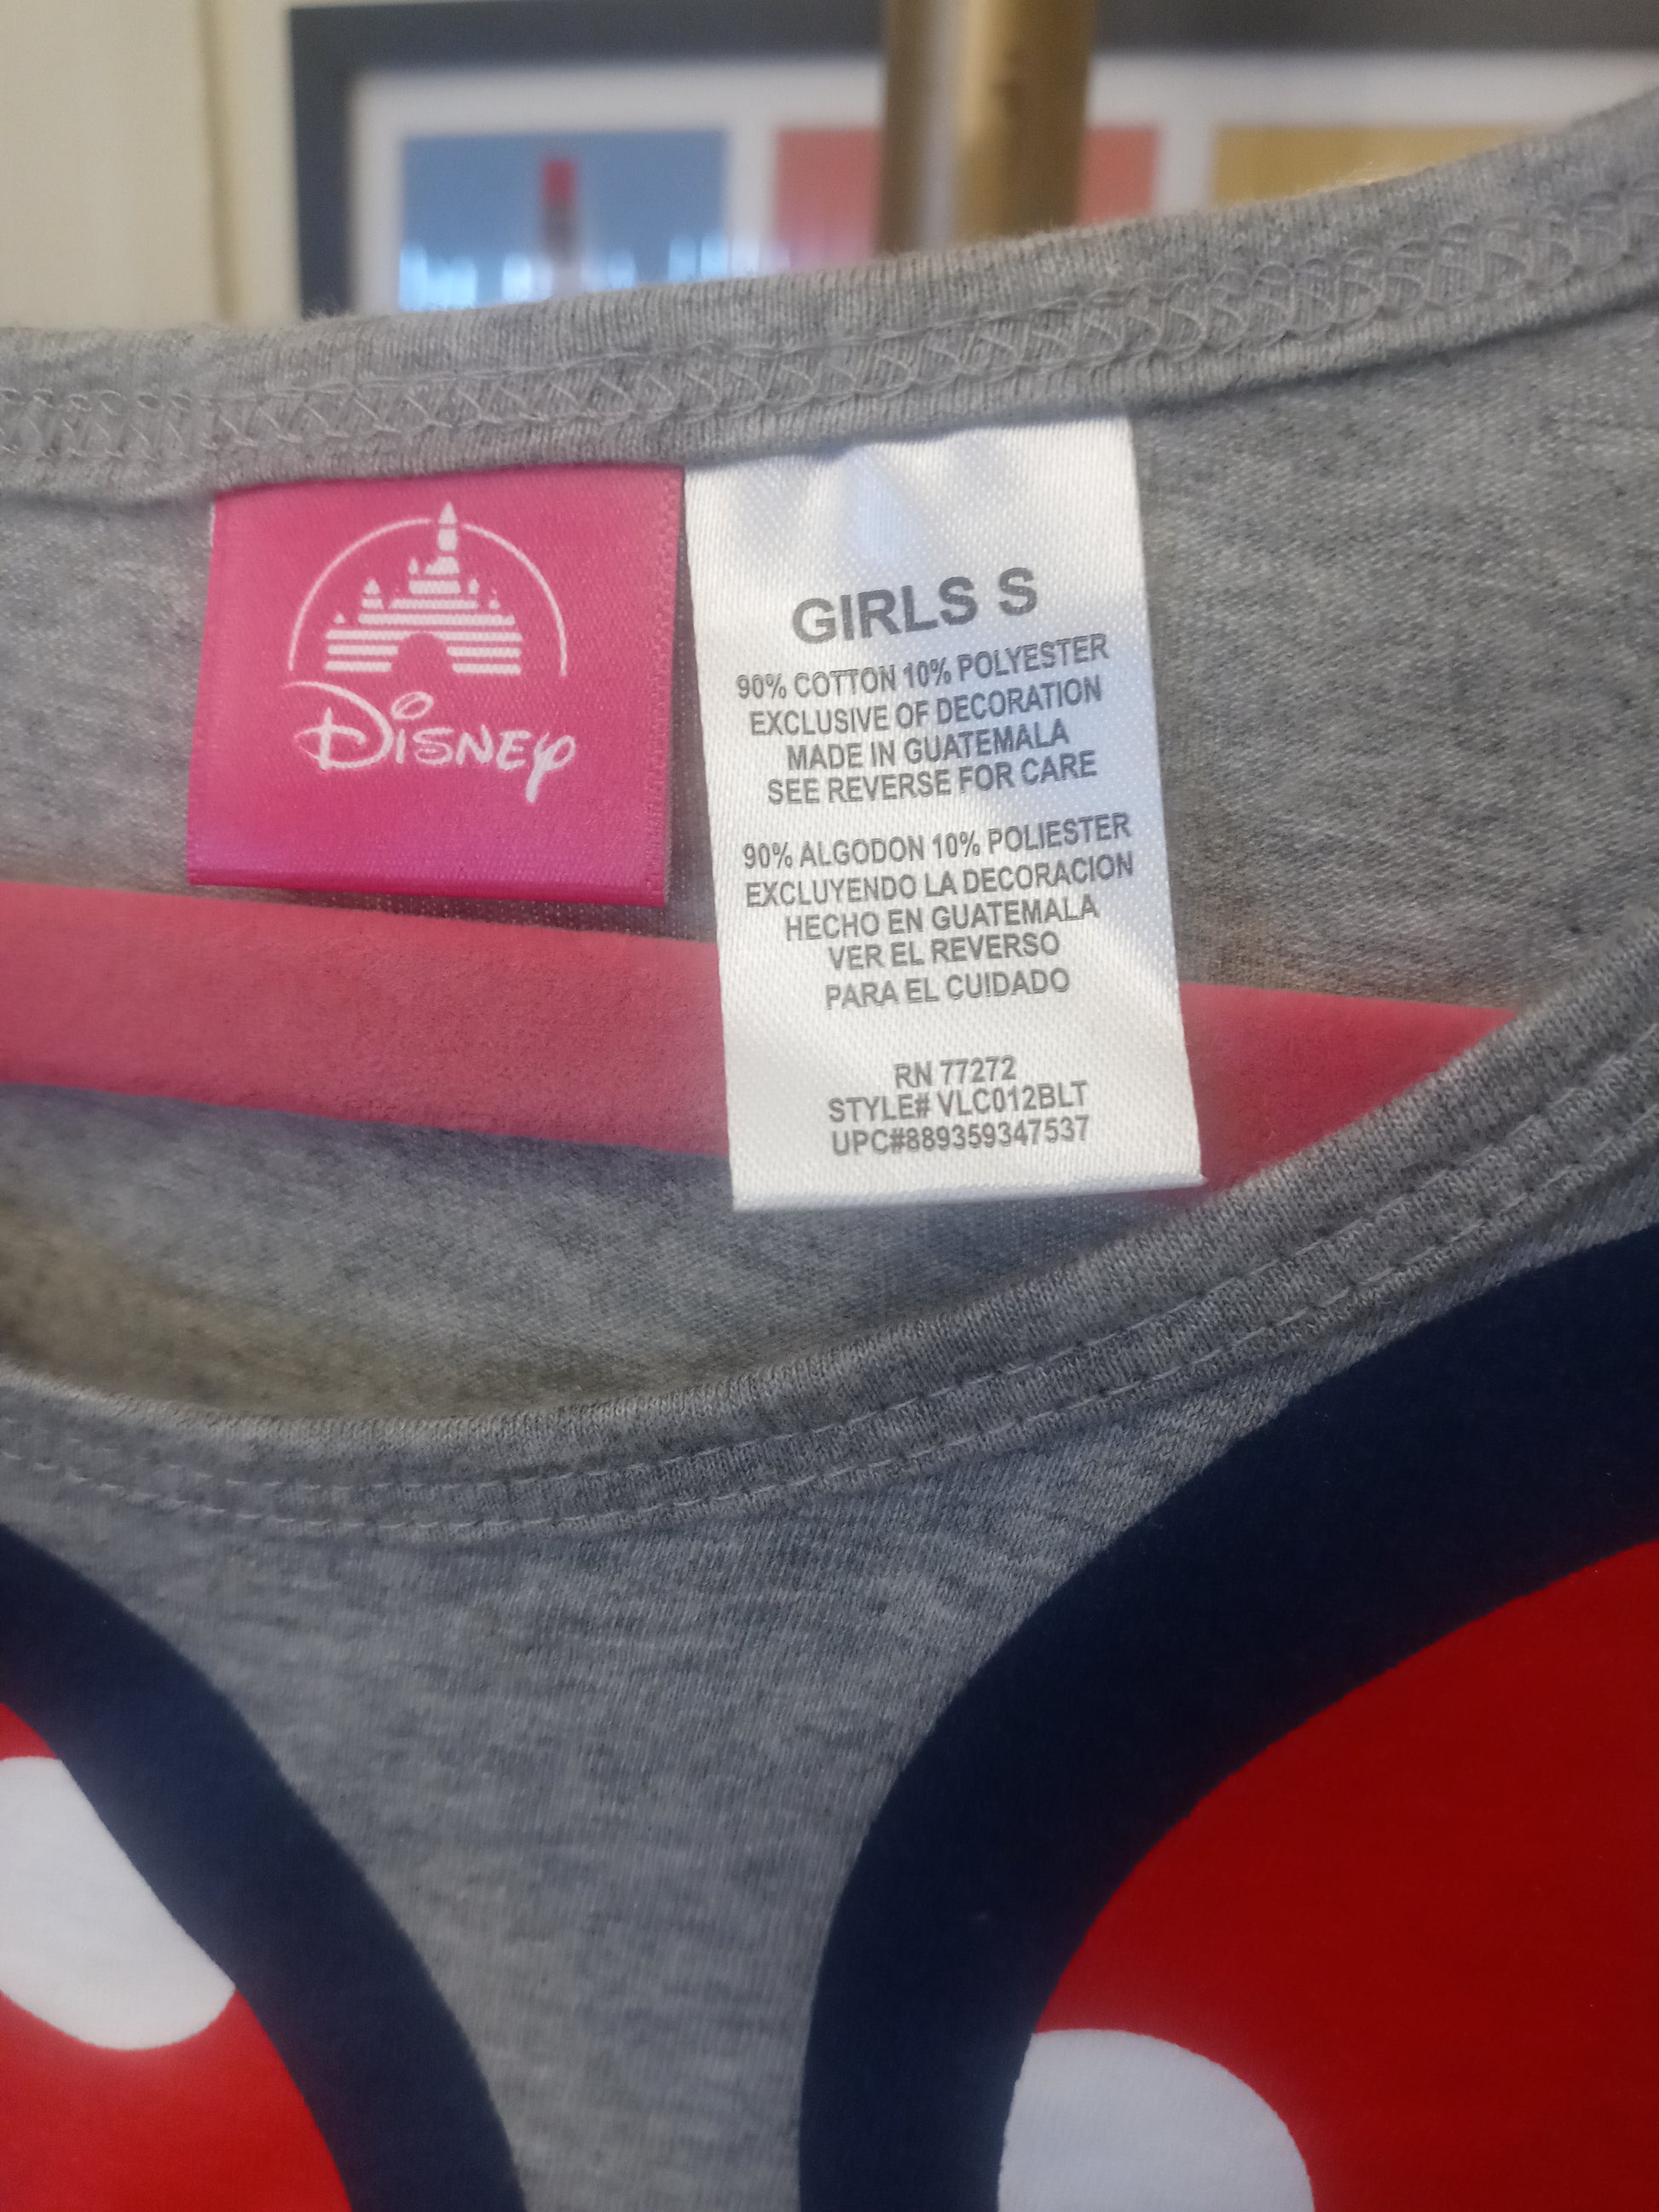 Disney
GIRLS S
90% COTTON 10% POLYESTER
EXCLUSIVE OF DECORATION
MADE IN GUATEMALA
SEE REVERSE FOR CARE
90% ALGODON 10% POLIESTER
EXCLUYENDO LA DECORACION
HECHO EN GUATEMALA
VER EL REVERSO
PARA EL CUIDADO
RN 77272
STYLE# VLC012BLT
UPC#889359347537